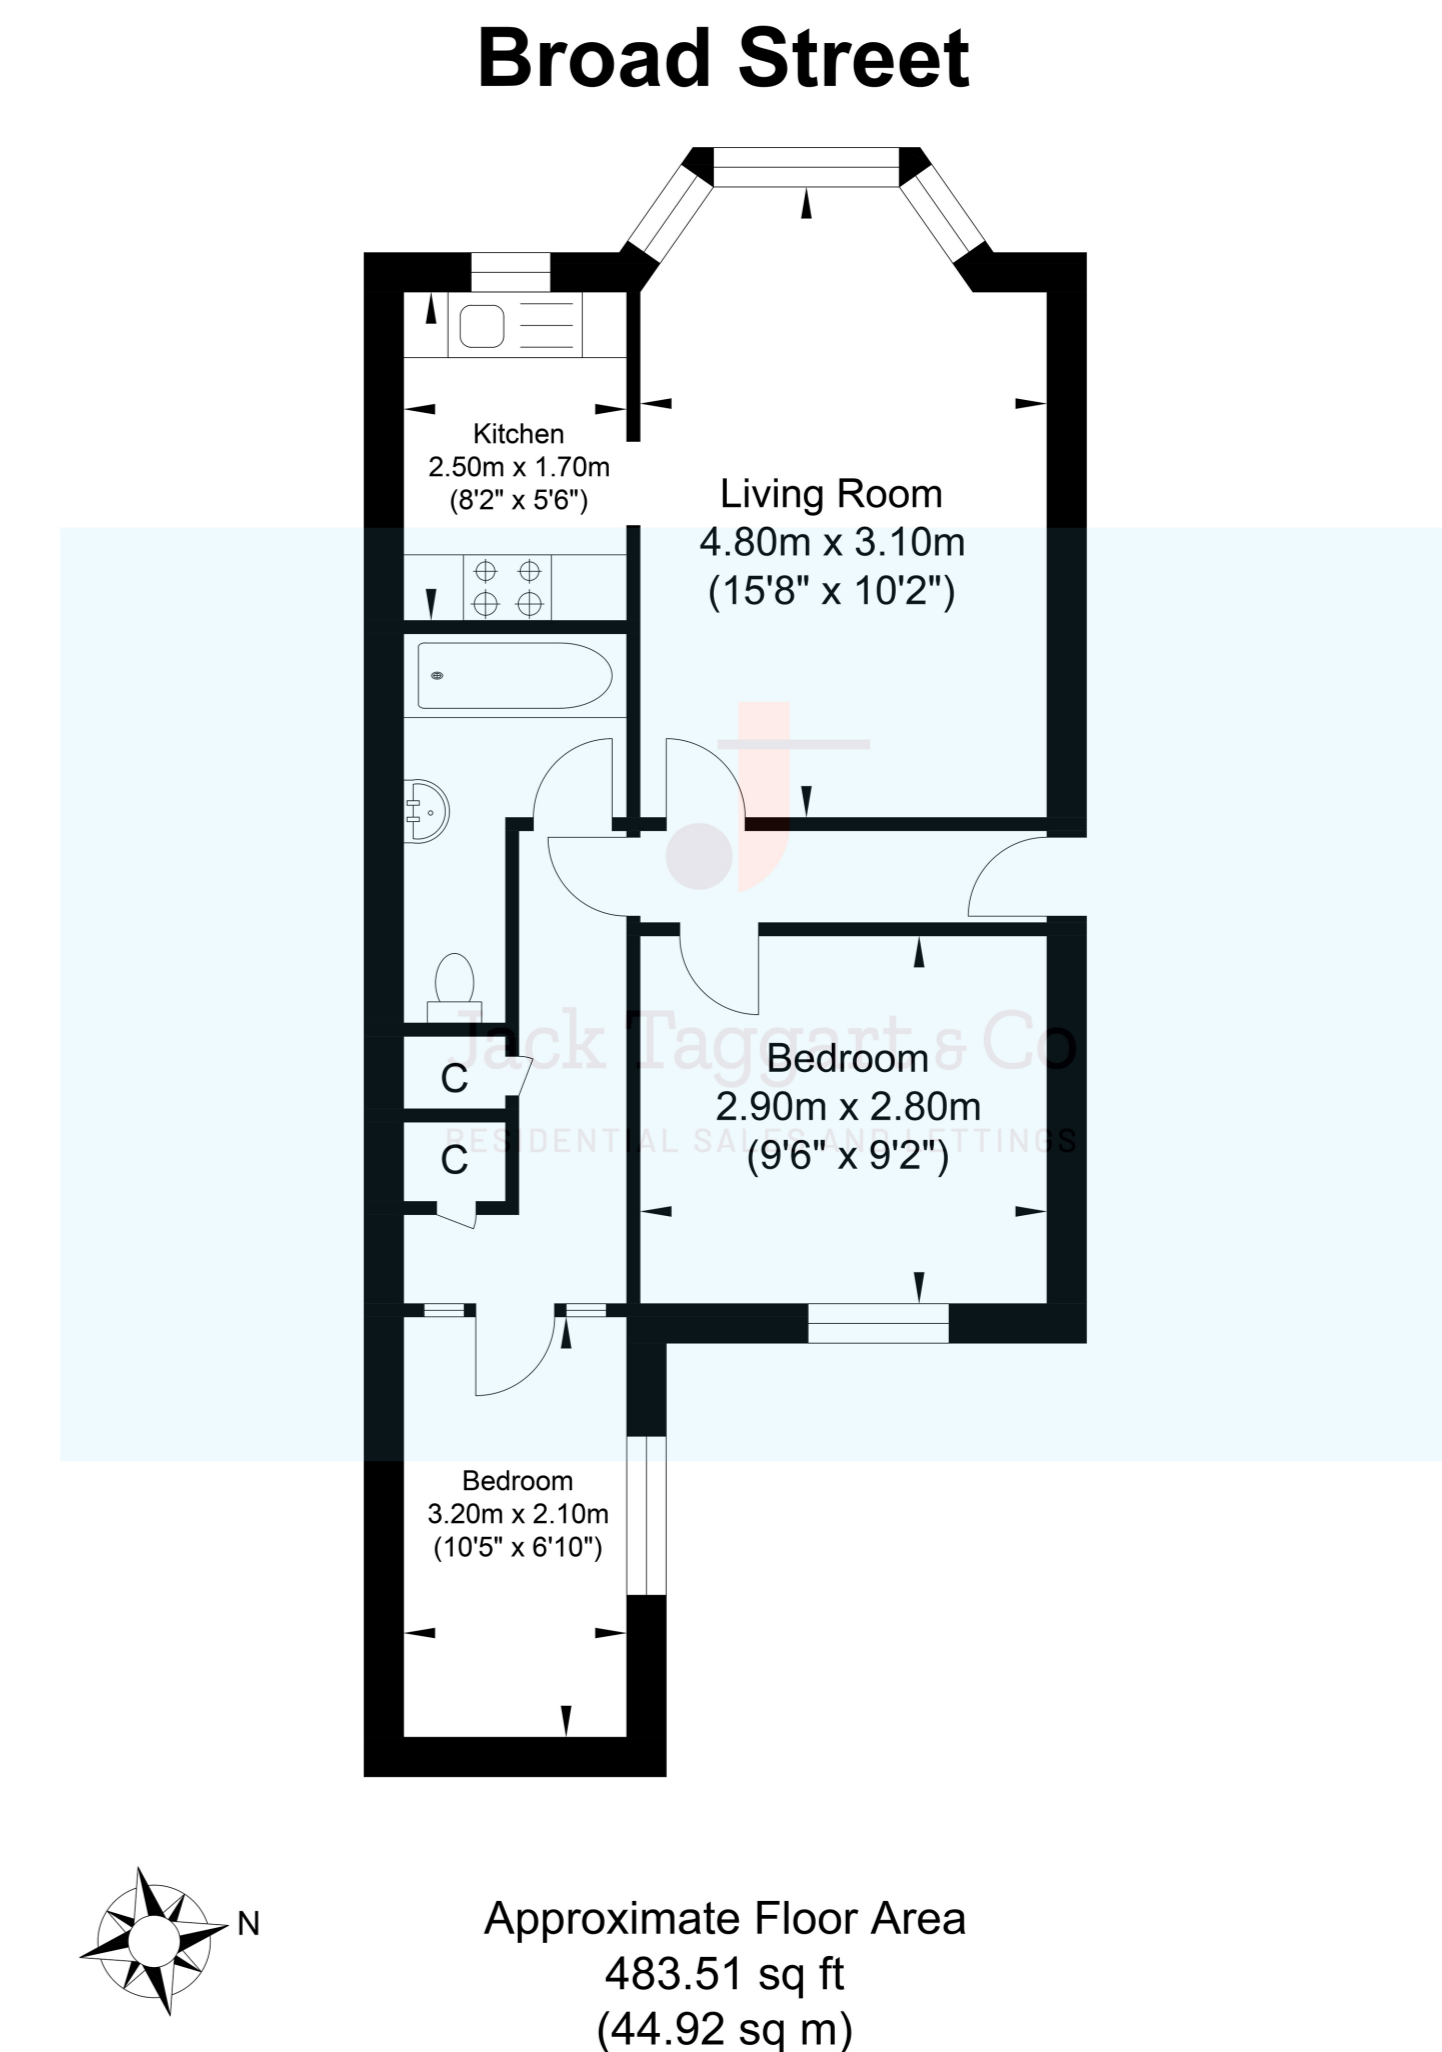 Broad Street
Kitchen
2.50m x 1.70m
(8'2" x 5'6")
Living Room
4.80m x 3.10m
(15'8" x 10'2")
Jack Taggart & Co
RESIDENTIAL SALES AND LETTINGS
Bedroom
2.90m x 2.80m
(9'6" x 9'2")
C
C
Bedroom
3.20m x 2.10m
(10'5" x 6'10")
N
Approximate Floor Area
483.51 sq ft
(44.92 sq m)